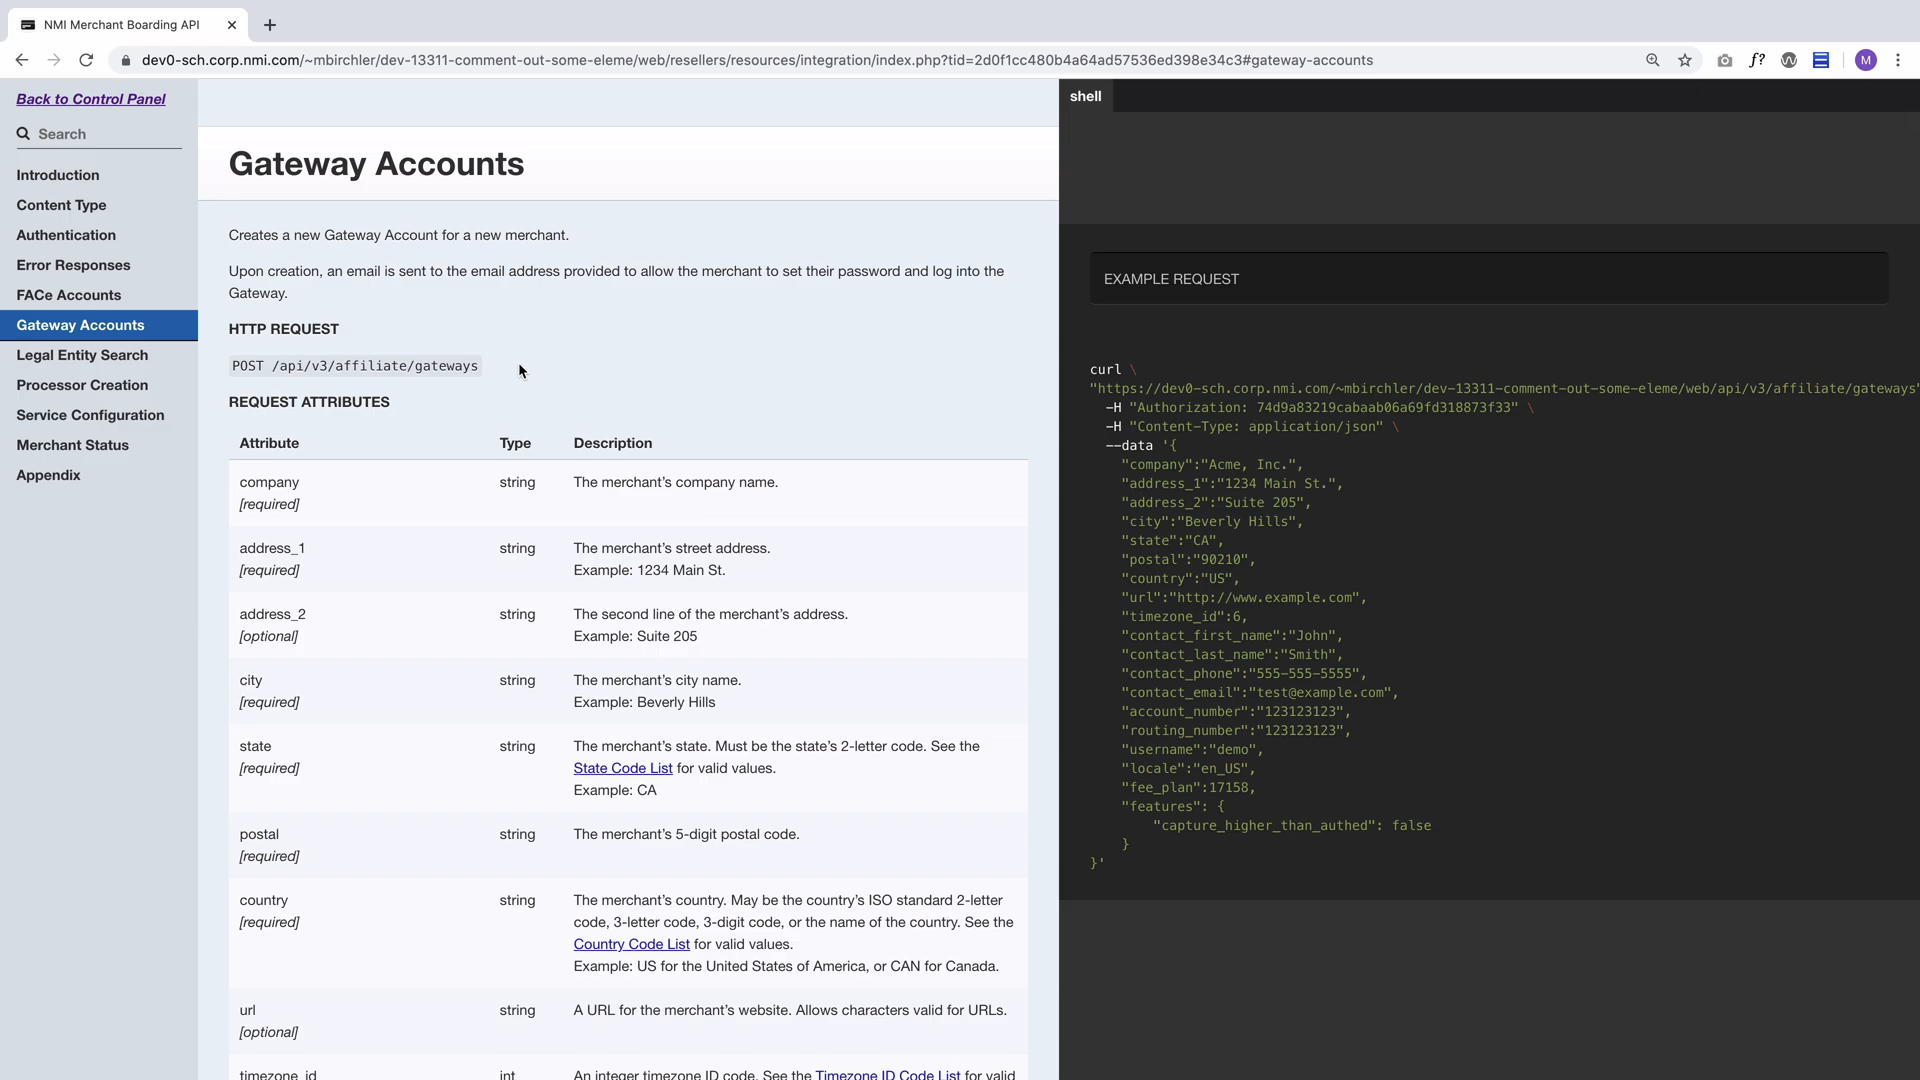 NMI Merchant Boarding API
dev0-sch.corp.nmi.com/~mbirchler/dev-13311-comment-out-some-eleme/web/resellers/resources/integration/index.php?tid=2d0f1cc480b4a64ad57536ed398e34c3#gateway-accounts
f?
M
Back to Control Panel
Search
Introduction
Content Type
Authentication
Error Responses
FACe Accounts
Gateway Accounts
Legal Entity Search
Processor Creation
Service Configuration
Merchant Status
Appendix
Gateway Accounts
Creates a new Gateway Account for a new merchant.
Upon creation, an email is sent to the email address provided to allow the merchant to set their password and log into the
Gateway.
HTTP REQUEST
POST /api/v3/affiliate/gateways
REQUEST ATTRIBUTES
Attribute Type Description
company string The merchant's company name.
[required]
address_1 string The merchant's street address.
[required] Example: 1234 Main St.
address_2 string The second line of the merchant's address.
[optional] Example: Suite 205
city string The merchant's city name.
[required] Example: Beverly Hills
state string The merchant's state. Must be the state's 2-letter code. See the
[required] State Code List for valid values.
Example: CA
postal string The merchant's 5-digit postal code.
[required]
country string The merchant's country. May be the country's ISO standard 2-letter
[required] code, 3-letter code, 3-digit code, or the name of the country. See the
Country Code List for valid values.
Example: US for the United States of America, or CAN for Canada.
url string A URL for the merchant's website. Allows characters valid for URLs.
[optional]
timezone_id int An integer timezone ID code. See the Timezone ID Code List for valid
shell
EXAMPLE REQUEST
curl \
"https://dev0-sch.corp.nmi.com/~mbirchler/dev-13311-comment-out-some-eleme/web/api/v3/affiliate/gateways"
-H "Authorization: 74d9a83219cabaab06a69fd318873f33" \
-H "Content-Type: application/json" \
--data '{
"company":"Acme, Inc.",
"address_1":"1234 Main St.",
"address_2":"Suite 205",
"city":"Beverly Hills",
"state":"CA",
"postal":"90210",
"country":"US",
"url":"http://www.example.com",
"timezone_id":6,
"contact_first_name":"John",
"contact_last_name":"Smith",
"contact_phone":"555-555-5555",
"contact_email":"test@example.com",
"account_number":"123123123",
"routing_number":"123123123",
"username":"demo",
"locale":"en_US",
"fee_plan":17158,
"features": {
"capture_higher_than_authed": false
}
}'